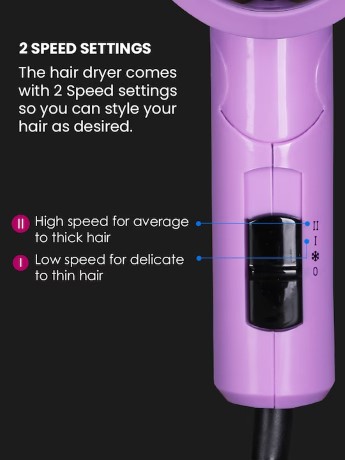 2 SPEED SETTINGS
The hair dryer comes
with 2 Speed settings
so you can style your
hair as desired.
II High speed for average
to thick hair
I Low speed for delicate
to thin hair
II
I
0